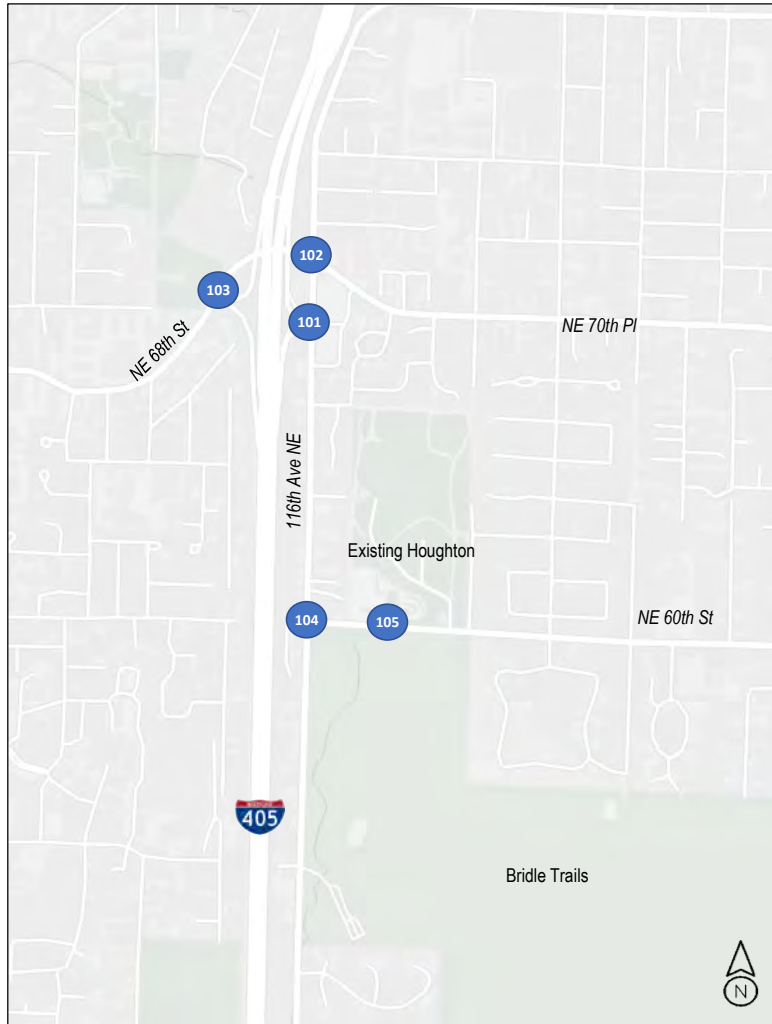 102
103
101
NE 70th Pl
NE 68th St
116th Ave NE
Existing Houghton
104
105
NE 60th St
405
Bridle Trails
N